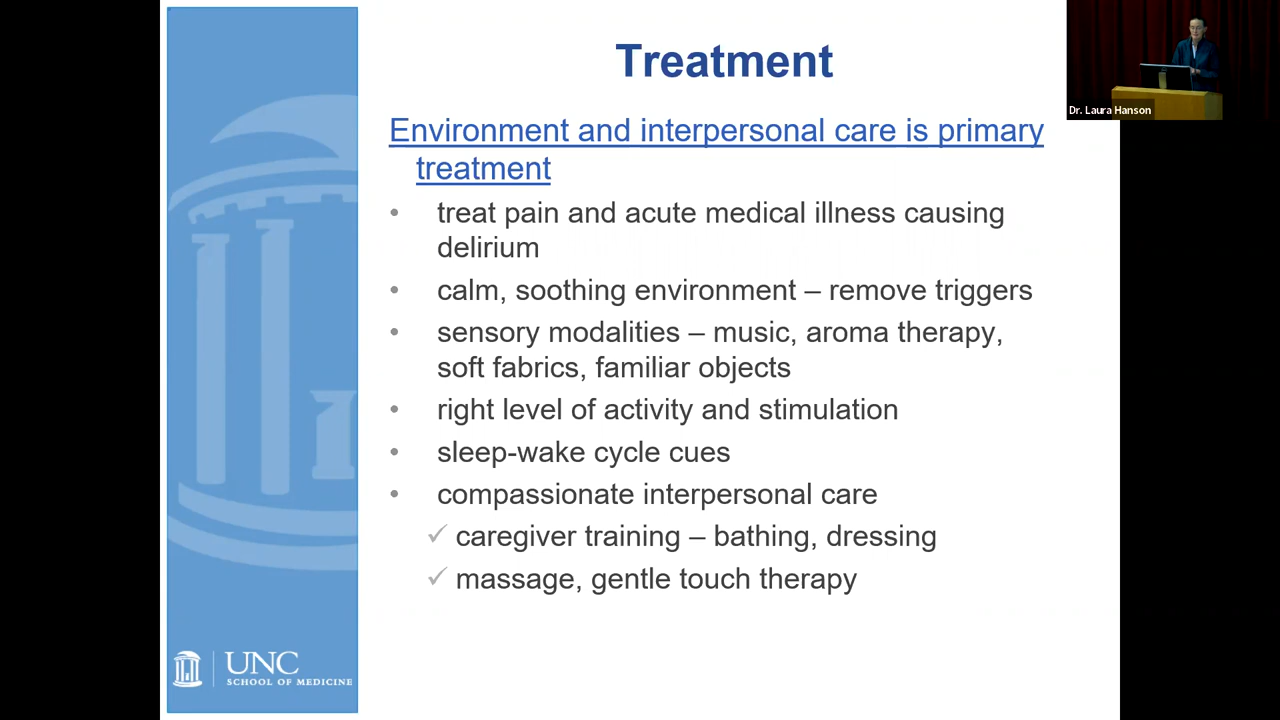 Treatment
Dr. Laura Hanson
Environment and interpersonal care is primary
treatment
• treat pain and acute medical illness causing
delirium
• calm, soothing environment – remove triggers
• sensory modalities – music, aroma therapy,
soft fabrics, familiar objects
• right level of activity and stimulation
• sleep-wake cycle cues
• compassionate interpersonal care
✓ caregiver training – bathing, dressing
✓ massage, gentle touch therapy
UNC
SCHOOL OF MEDICINE